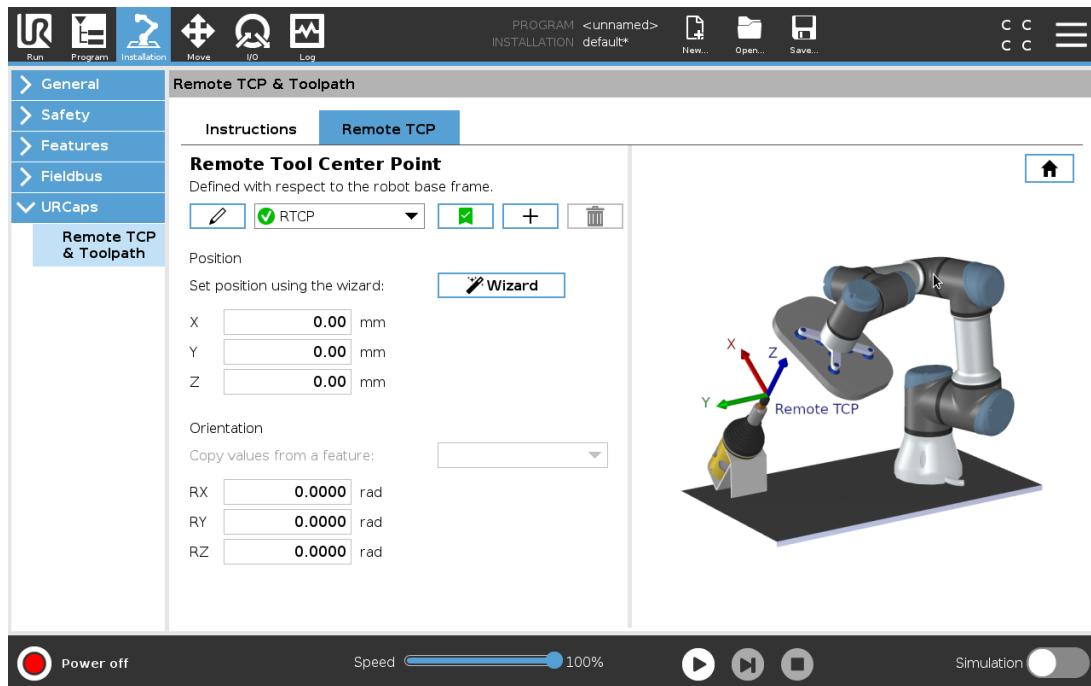 PROGRAM <unnamed>
INSTALLATION default*
C C
C C
Run Program Installation Move I/O Log New... Open... Save...
General
Safety
Features
Fieldbus
URCaps
Remote TCP
& Toolpath
Remote TCP & Toolpath
Instructions Remote TCP
Remote Tool Center Point
Defined with respect to the robot base frame.
RTCP
Position
Set position using the wizard: Wizard
X 0.00 mm
Y 0.00 mm
Z 0.00 mm
Orientation
Copy values from a feature:
RX 0.0000 rad
RY 0.0000 rad
RZ 0.0000 rad
X
Z
Y
Remote TCP
Power off Speed 100% Simulation